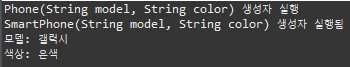 Phone(String model, String color) 생성자 실행
SmartPhone(String model, String color) 생성자 실행됨
모델: 갤럭시
색상: 은색